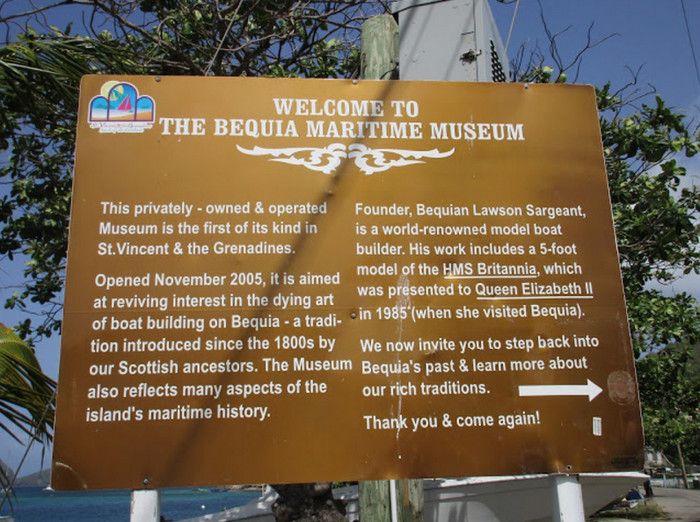 WELCOME TO
THE BEQUIA MARITIME MUSEUM
This privately - owned & operated
Museum is the first of its kind in
St.Vincent & the Grenadines.
Opened November 2005, it is aimed
at reviving interest in the dying art
of boat building on Bequia - a tradi-
tion introduced since the 1800s by
our Scottish ancestors. The Museum
also reflects many aspects of the
island's maritime history.
Founder, Bequian Lawson Sargeant,
is a world-renowned model boat
builder. His work includes a 5-foot
model of the HMS Britannia, which
was presented to Queen Elizabeth II
in 1985 (when she visited Bequia).
We now invite you to step back into
Bequia's past & learn more about
our rich traditions.
Thank you & come again!